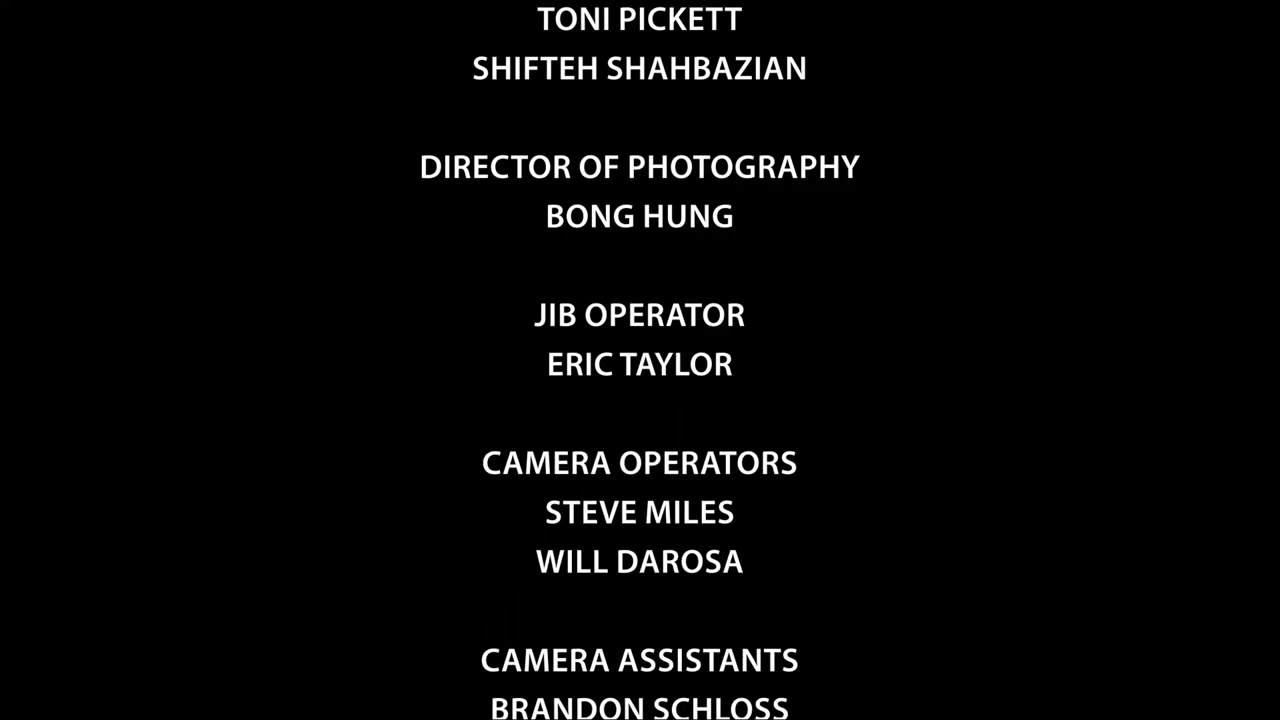 TONI PICKETT
SHIFTEH SHAHBAZIAN
DIRECTOR OF PHOTOGRAPHY
BONG HUNG
JIB OPERATOR
ERIC TAYLOR
CAMERA OPERATORS
STEVE MILES
WILL DAROSA
CAMERA ASSISTANTS
BRANDON SCHLOSS